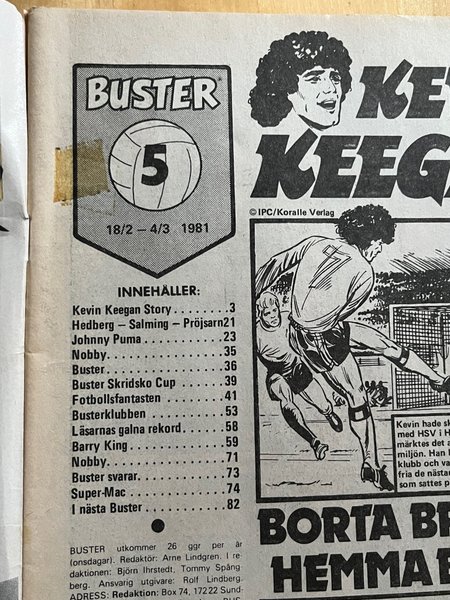 BUSTER
5
18/2 – 4/3 1981
INNEHÅLLER:
Kevin Keegan Story . . . . . . . 3
Hedberg – Salming – Pröjsarn21
Johnny Puma . . . . . . . . . . 23
Nobby . . . . . . . . . . . . . . 35
Buster . . . . . . . . . . . . . . 36
Buster Skridsko Cup . . . . . . 39
Fotbollsfantasten . . . . . . . . 41
Busterklubben . . . . . . . . . 53
Läsarnas galna rekord . . . . . 58
Barry King . . . . . . . . . . . . 59
Nobby . . . . . . . . . . . . . . 71
Buster svarar . . . . . . . . . . 73
Super-Mac . . . . . . . . . . . 74
I nästa Buster . . . . . . . . . . 82
BUSTER utkommer 26 ggr per år
(onsdagar). Redaktör: Arne Lindgren. I re-
daktionen: Björn Ihrstedt, Tommy Spång
berg. Ansvarig utgivare: Rolf Lindberg.
ADRESS: Redaktion: Box 74, 172 22 Sund-
KE
KEEGA
© IPC/Koralle Verlag
7
Kevin hade sk
med HSV i H
märktes det a
miljön. Han
klubb och va
fria de nästa
som sattes p
BORTA B
HEMMA